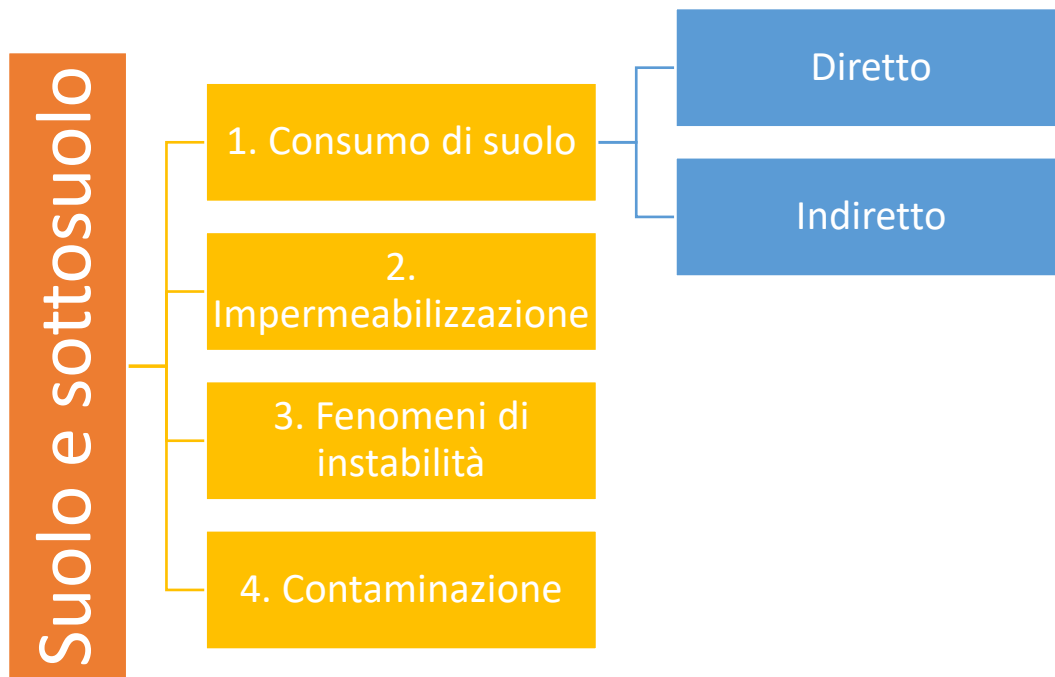 Suolo e sottosuolo
1. Consumo di suolo
Diretto
Indiretto
2.
Impermeabilizzazione
3. Fenomeni di
instabilità
4. Contaminazione